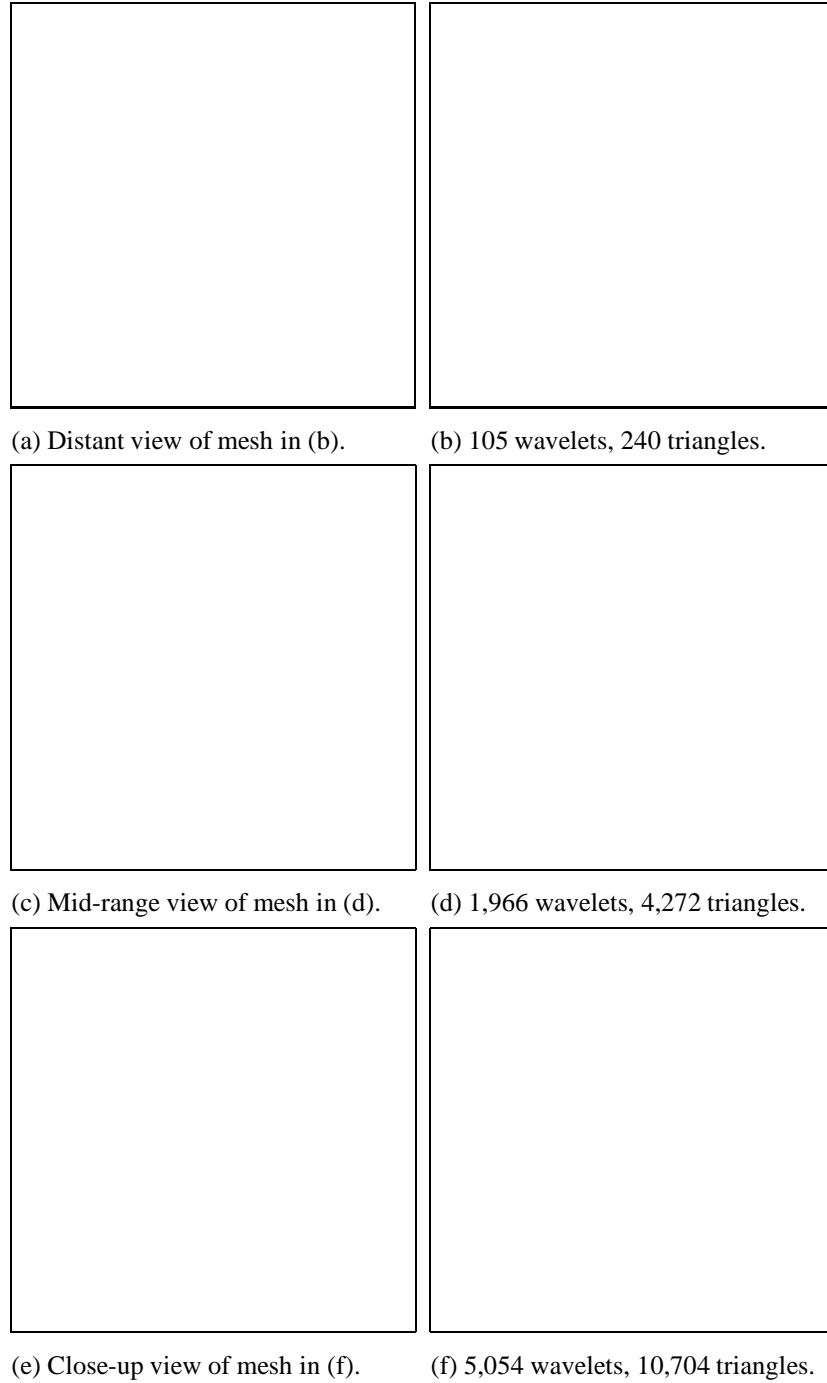 (a) Distant view of mesh in (b).
(b) 105 wavelets, 240 triangles.
(c) Mid-range view of mesh in (d).
(d) 1,966 wavelets, 4,272 triangles.
(e) Close-up view of mesh in (f).
(f) 5,054 wavelets, 10,704 triangles.